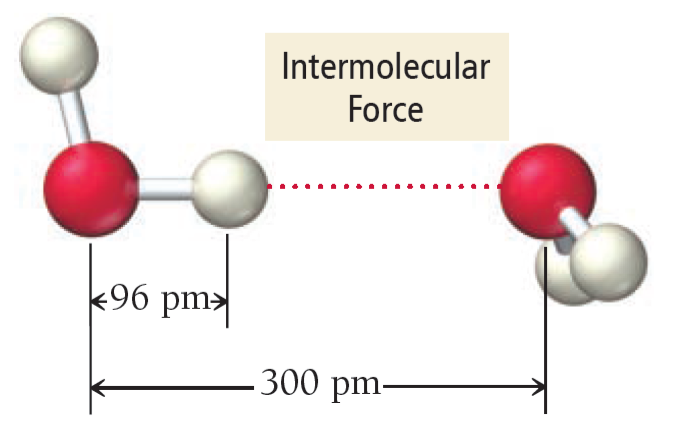 Intermolecular
Force
96 pm
300 pm